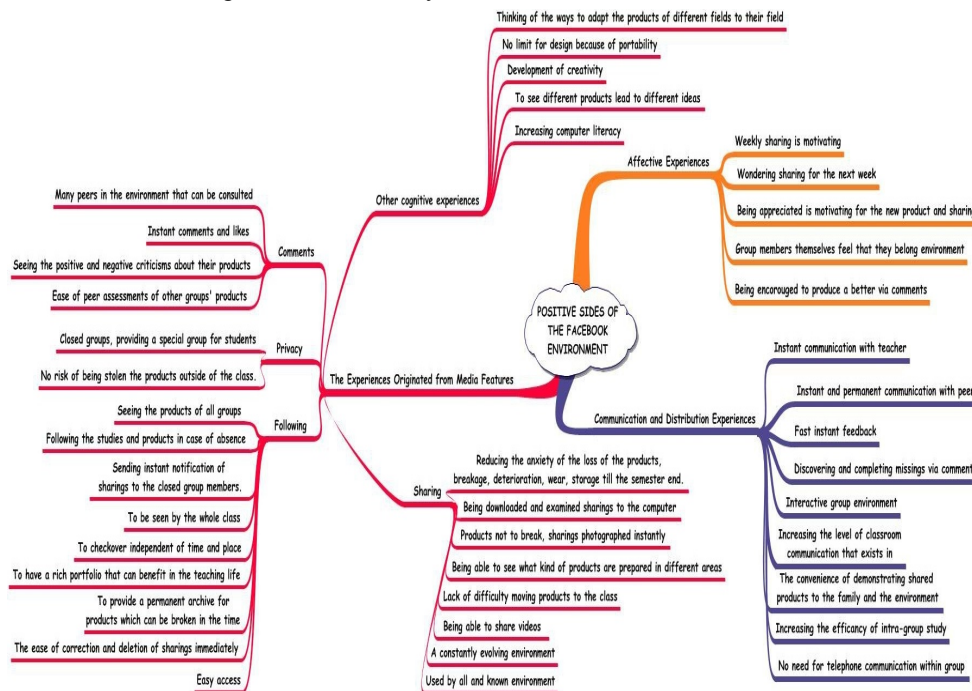 Thinking of the ways to adapt the products of different fields to their field
No limit for design because of portability
Development of creativity
To see different products lead to different ideas
Increasing computer literacy
Other cognitive experiences
Many peers in the environment that can be consulted
Instant comments and likes
Seeing the positive and negative criticisms about their products
Ease of peer assessments of other groups' products
Comments
Closed groups, providing a special group for students
No risk of being stolen the products outside of the class.
Privacy
The Experiences Originated from Media Features
Seeing the products of all groups
Following the studies and products in case of absence
Sending instant notification of
sharings to the closed group members.
To be seen by the whole class
To checkover independent of time and place
To have a rich portfolio that can benefit in the teaching life
To provide a permanent archive for
products which can be broken in the time
The ease of correction and deletion of sharings immediately
Easy access
Following
Sharing
Reducing the anxiety of the loss of the products,
breakage, deterioration, wear, storage till the semester end.
Being downloaded and examined sharings to the computer
Products not to break, sharings photographed instantly
Being able to see what kind of products are prepared in different areas
Lack of difficulty moving products to the class
Being able to share videos
A constantly evolving environment
Used by all and known environment
POSITIVE SIDES OF
THE FACEBOOK
ENVIRONMENT
Affective Experiences
Weekly sharing is motivating
Wondering sharing for the next week
Being appreciated is motivating for the new product and sharing
Group members themselves feel that they belong environment
Being encarouged to produce a better via comments
Communication and Distribution Experiences
Instant communication with teacher
Instant and permanent communication with peer
Fast instant feedback
Discovering and completing missings via comment
Interactive group environment
Increasing the level of classroom
communication that exists in
The convenience of demonstrating shared
products to the family and the environment
Increasing the efficancy of intra-group study
No need for telephone communication within group